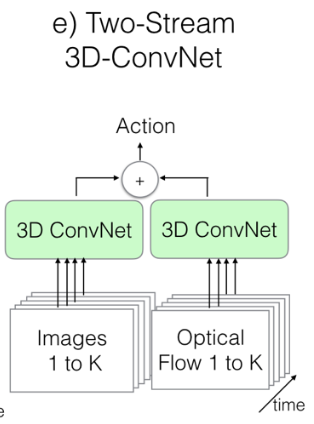 e) Two-Stream
3D-ConvNet
Action
+
3D ConvNet
3D ConvNet
Images
1 to K
Optical
Flow 1 to K
e
time